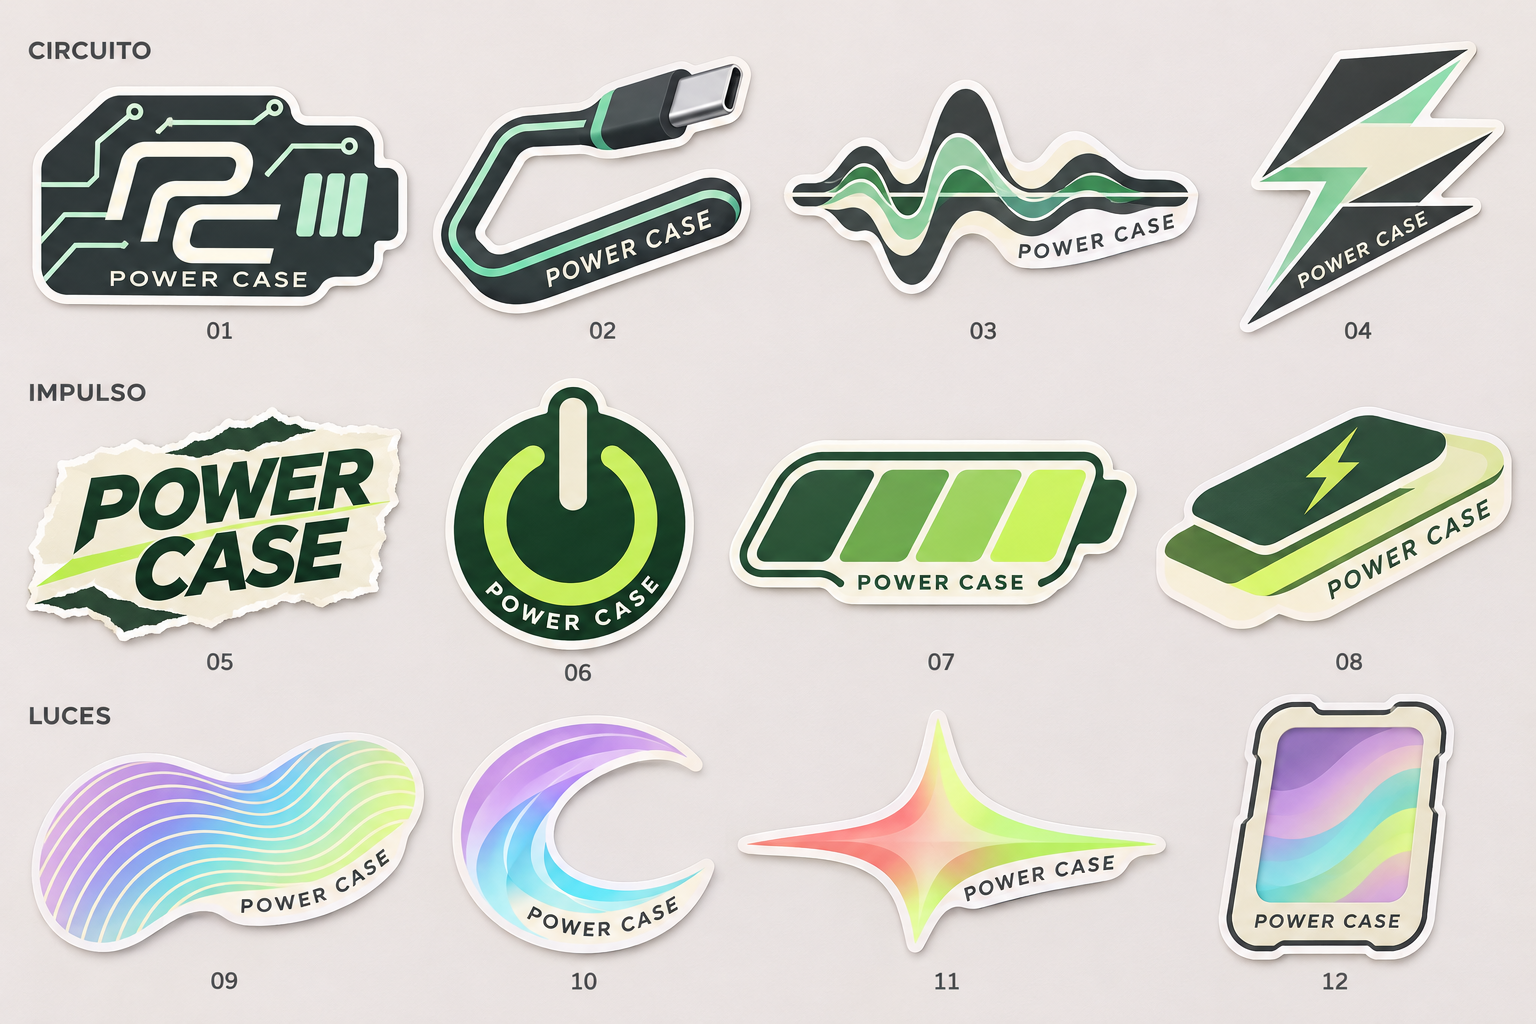 CIRCUITO
PC
POWER CASE
01
POWER CASE
02
POWER CASE
03
POWER CASE
04
IMPULSO
POWER
CASE
05
POWER CASE
06
POWER CASE
07
POWER CASE
08
LUCES
POWER CASE
09
POWER CASE
10
POWER CASE
11
POWER CASE
12